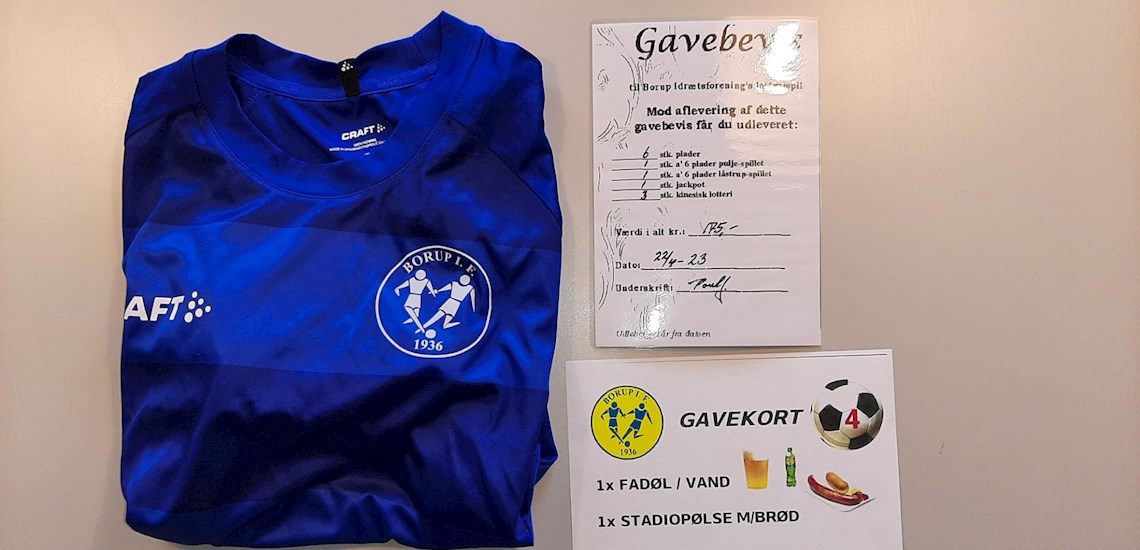 CRAFT
AFT
BORUP I. F.
1936
Gavebevis
til Borup Idrætsforening's
Mod aflevering af dette
gavebevis får du udleveret:
6 stk. plader
1 stk. a' 6 plader pulje-spillet
1 stk. a' 6 plader låstrup-spillet
1 stk. jackpot
3 stk. kinesisk lotteri
Værdi i alt kr.: 175,-
Dato: 22/4-23
Underskrift:
år fra datoen
BORUP I. F.
1936
GAVEKORT
4
1x FADØL / VAND
1x STADIOPØLSE M/BRØD